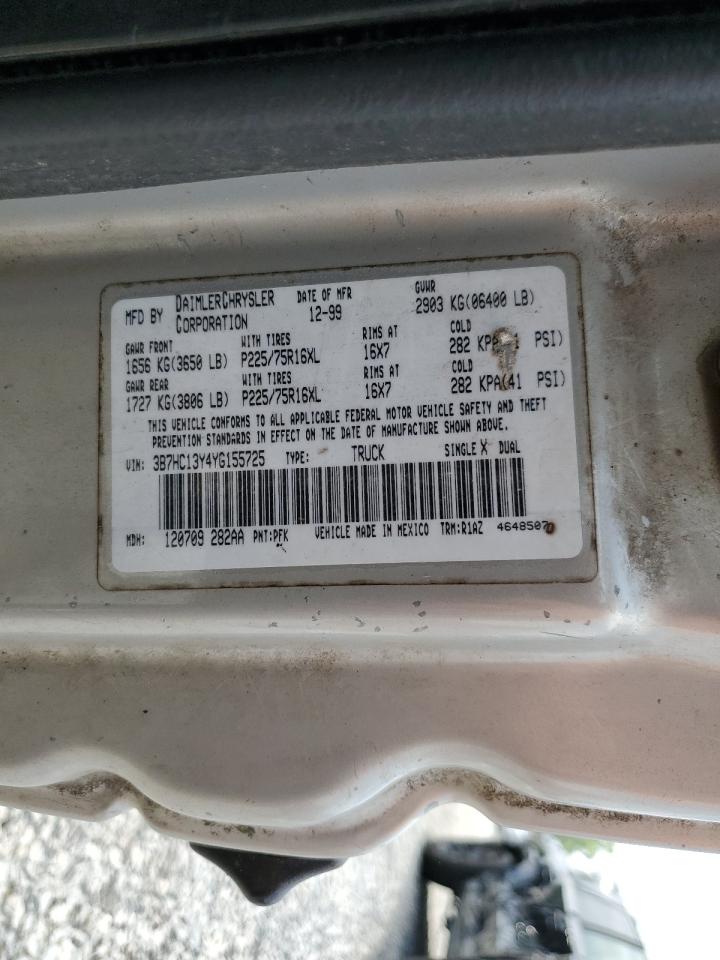 MFD BY DAIMLERCHRYSLER CORPORATION DATE OF MFR 12-99 GVWR 2903 KG(06400 LB)
GAWR FRONT WITH TIRES RIMS AT COLD
1656 KG(3650 LB) P225/75R16XL 16X7 282 KPA PSI)
GAWR REAR WITH TIRES RIMS AT COLD
1727 KG(3806 LB) P225/75R16XL 16X7 282 KPA(41 PSI)
THIS VEHICLE CONFORMS TO ALL APPLICABLE FEDERAL MOTOR VEHICLE SAFETY AND THEFT
PREVENTION STANDARDS IN EFFECT ON THE DATE OF MANUFACTURE SHOWN ABOVE.
VIN: 3B7HC13Y4YG155725 TYPE: TRUCK SINGLE X DUAL
MDH: 120709 282AA PNT:PFK VEHICLE MADE IN MEXICO TRM:R1AZ 4648507